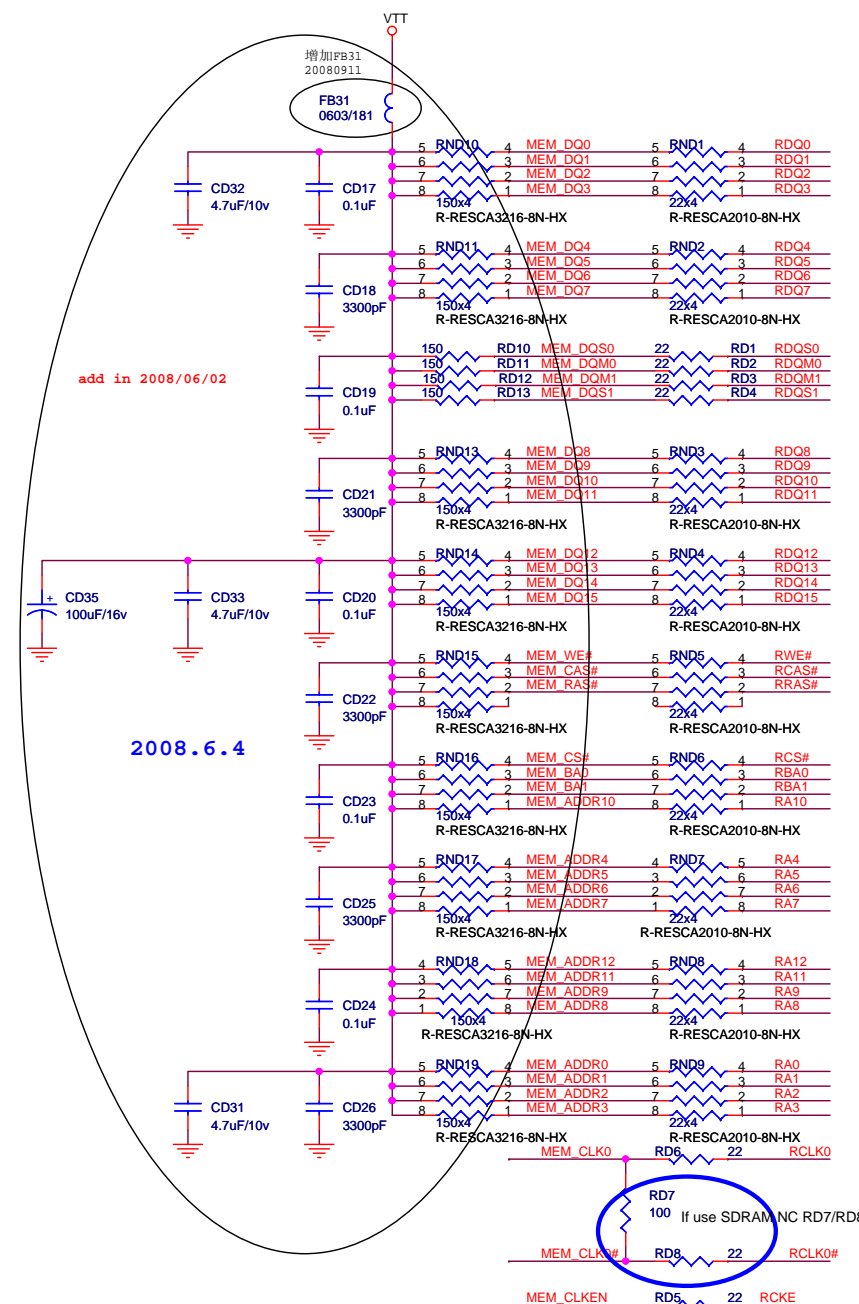 VTT
增加FB31
20080911
FB31
0603/181
5 RND10 4 MEM_DQ0 5 RND1 4 RDQ0
6 3 MEM_DQ1 6 3 RDQ1
7 2 MEM_DQ2 7 2 RDQ2
8 1 MEM_DQ3 8 1 RDQ3
150x4 22x4
R-RESCA3216-8N-HX R-RESCA2010-8N-HX
CD32 CD17
4.7uF/10v 0.1uF
5 RND11 4 MEM_DQ4 5 RND2 4 RDQ4
6 3 MEM_DQ5 6 3 RDQ5
7 2 MEM_DQ6 7 2 RDQ6
8 1 MEM_DQ7 8 1 RDQ7
150x4 22x4
R-RESCA3216-8N-HX R-RESCA2010-8N-HX
CD18
3300pF
150 RD10 MEM_DQS0 22 RD1 RDQS0
150 RD11 MEM_DQM0 22 RD2 RDQM0
150 RD12 MEM_DQM1 22 RD3 RDQM1
150 RD13 MEM_DQS1 22 RD4 RDQS1
add in 2008/06/02
CD19
0.1uF
5 RND13 4 MEM_DQ8 5 RND3 4 RDQ8
6 3 MEM_DQ9 6 3 RDQ9
7 2 MEM_DQ10 7 2 RDQ10
8 1 MEM_DQ11 8 1 RDQ11
150x4 22x4
R-RESCA3216-8N-HX R-RESCA2010-8N-HX
CD21
3300pF
5 RND14 4 MEM_DQ12 5 RND4 4 RDQ12
6 3 MEM_DQ13 6 3 RDQ13
7 2 MEM_DQ14 7 2 RDQ14
8 1 MEM_DQ15 8 1 RDQ15
150x4 22x4
R-RESCA3216-8N-HX R-RESCA2010-8N-HX
+ CD35 CD33 CD20
100uF/16v 4.7uF/10v 0.1uF
5 RND15 4 MEM_WE# 5 RND5 4 RWE#
6 3 MEM_CAS# 6 3 RCAS#
7 2 MEM_RAS# 7 2 RRAS#
8 1 8 1
150x4 22x4
R-RESCA3216-8N-HX R-RESCA2010-8N-HX
CD22
3300pF
2008.6.4
5 RND16 4 MEM_CS# 5 RND6 4 RCS#
6 3 MEM_BA0 6 3 RBA0
7 2 MEM_BA1 7 2 RBA1
8 1 MEM_ADDR10 8 1 RA10
150x4 22x4
R-RESCA3216-8N-HX R-RESCA2010-8N-HX
CD23
0.1uF
5 RND17 4 MEM_ADDR4 4 RND7 5 RA4
6 3 MEM_ADDR5 3 6 RA5
7 2 MEM_ADDR6 2 7 RA6
8 1 MEM_ADDR7 1 8 RA7
150x4 22x4
R-RESCA3216-8N-HX R-RESCA2010-8N-HX
CD25
3300pF
4 RND18 5 MEM_ADDR12 5 RND8 4 RA12
3 6 MEM_ADDR11 6 3 RA11
2 7 MEM_ADDR9 7 2 RA9
1 8 MEM_ADDR8 8 1 RA8
150x4 22x4
R-RESCA3216-8N-HX R-RESCA2010-8N-HX
CD24
0.1uF
5 RND19 4 MEM_ADDR0 5 RND9 4 RA0
6 3 MEM_ADDR1 6 3 RA1
7 2 MEM_ADDR2 7 2 RA2
8 1 MEM_ADDR3 8 1 RA3
150x4 22x4
R-RESCA3216-8N-HX R-RESCA2010-8N-HX
CD31 CD26
4.7uF/10v 3300pF
MEM_CLK0 RD6 22 RCLK0
RD7
100 If use SDRAM NC RD7/RD8
MEM_CLK0# RD8 22 RCLK0#
MEM_CLKEN RD5 22 RCKE